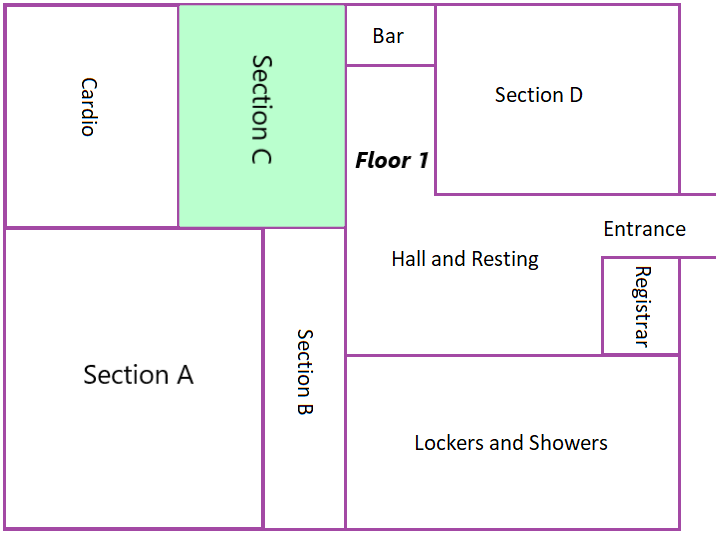 Bar
Section D
Cardio
Section C
Floor 1
Entrance
Hall and Resting
Registrar
Section A
Section B
Lockers and Showers